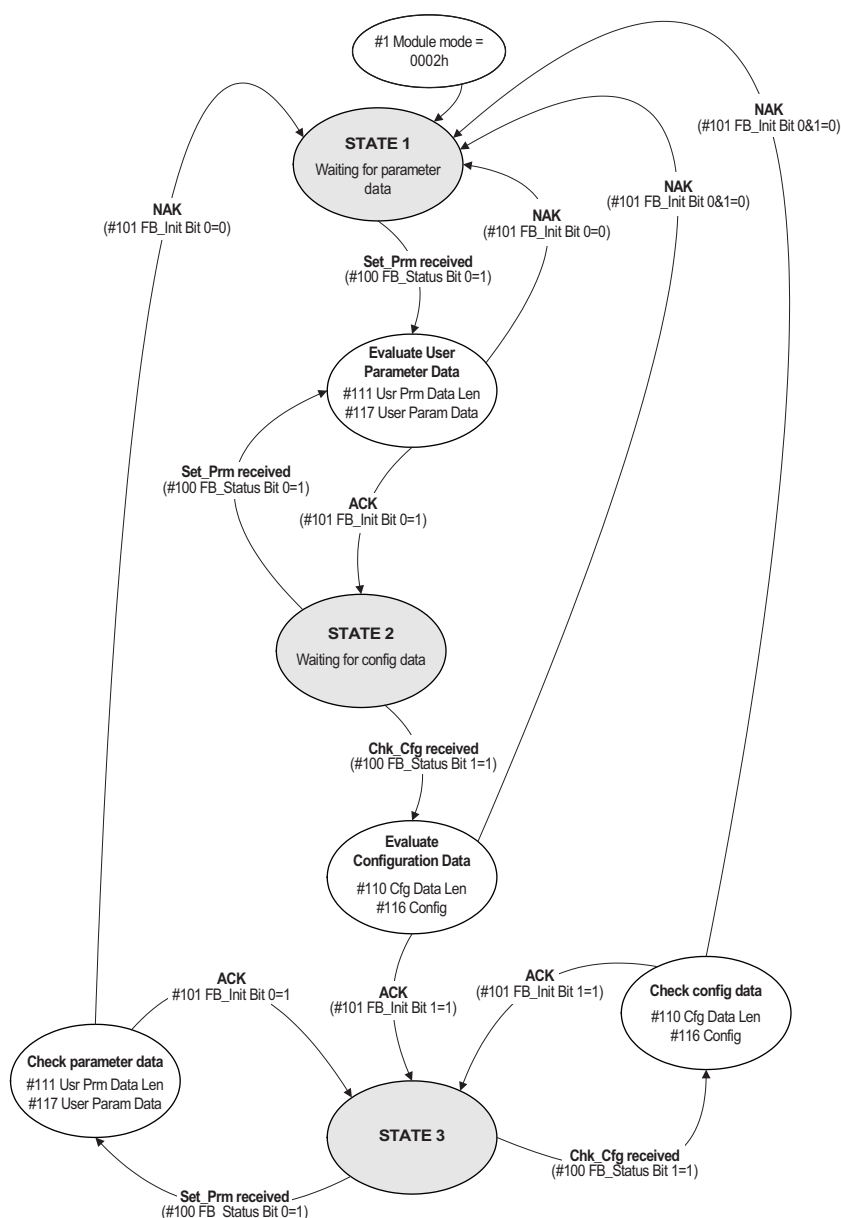 #1 Module mode =
0002h
NAK
(#101 FB_Init Bit 0&1=0)
STATE 1
Waiting for parameter
data
NAK
(#101 FB_Init Bit 0&1=0)
NAK
(#101 FB_Init Bit 0=0)
NAK
(#101 FB_Init Bit 0=0)
Set_Prm received
(#100 FB_Status Bit 0=1)
Evaluate User
Parameter Data
#111 Usr Prm Data Len
#117 User Param Data
Set_Prm received
(#100 FB_Status Bit 0=1)
ACK
(#101 FB_Init Bit 0=1)
STATE 2
Waiting for config data
Chk_Cfg received
(#100 FB_Status Bit 1=1)
Evaluate
Configuration Data
#110 Cfg Data Len
#116 Config
ACK
#101 FB_Init Bit 0=1
ACK
(#101 FB_Init Bit 1=1)
ACK
(#101 FB_Init Bit 1=1)
Check config data
#110 Cfg Data Len
#116 Config
Check parameter data
#111 Usr Prm Data Len
#117 User Param Data
STATE 3
Chk_Cfg received
(#100 FB_Status Bit 1=1)
Set_Prm received
(#100 FB_Status Bit 0=1)